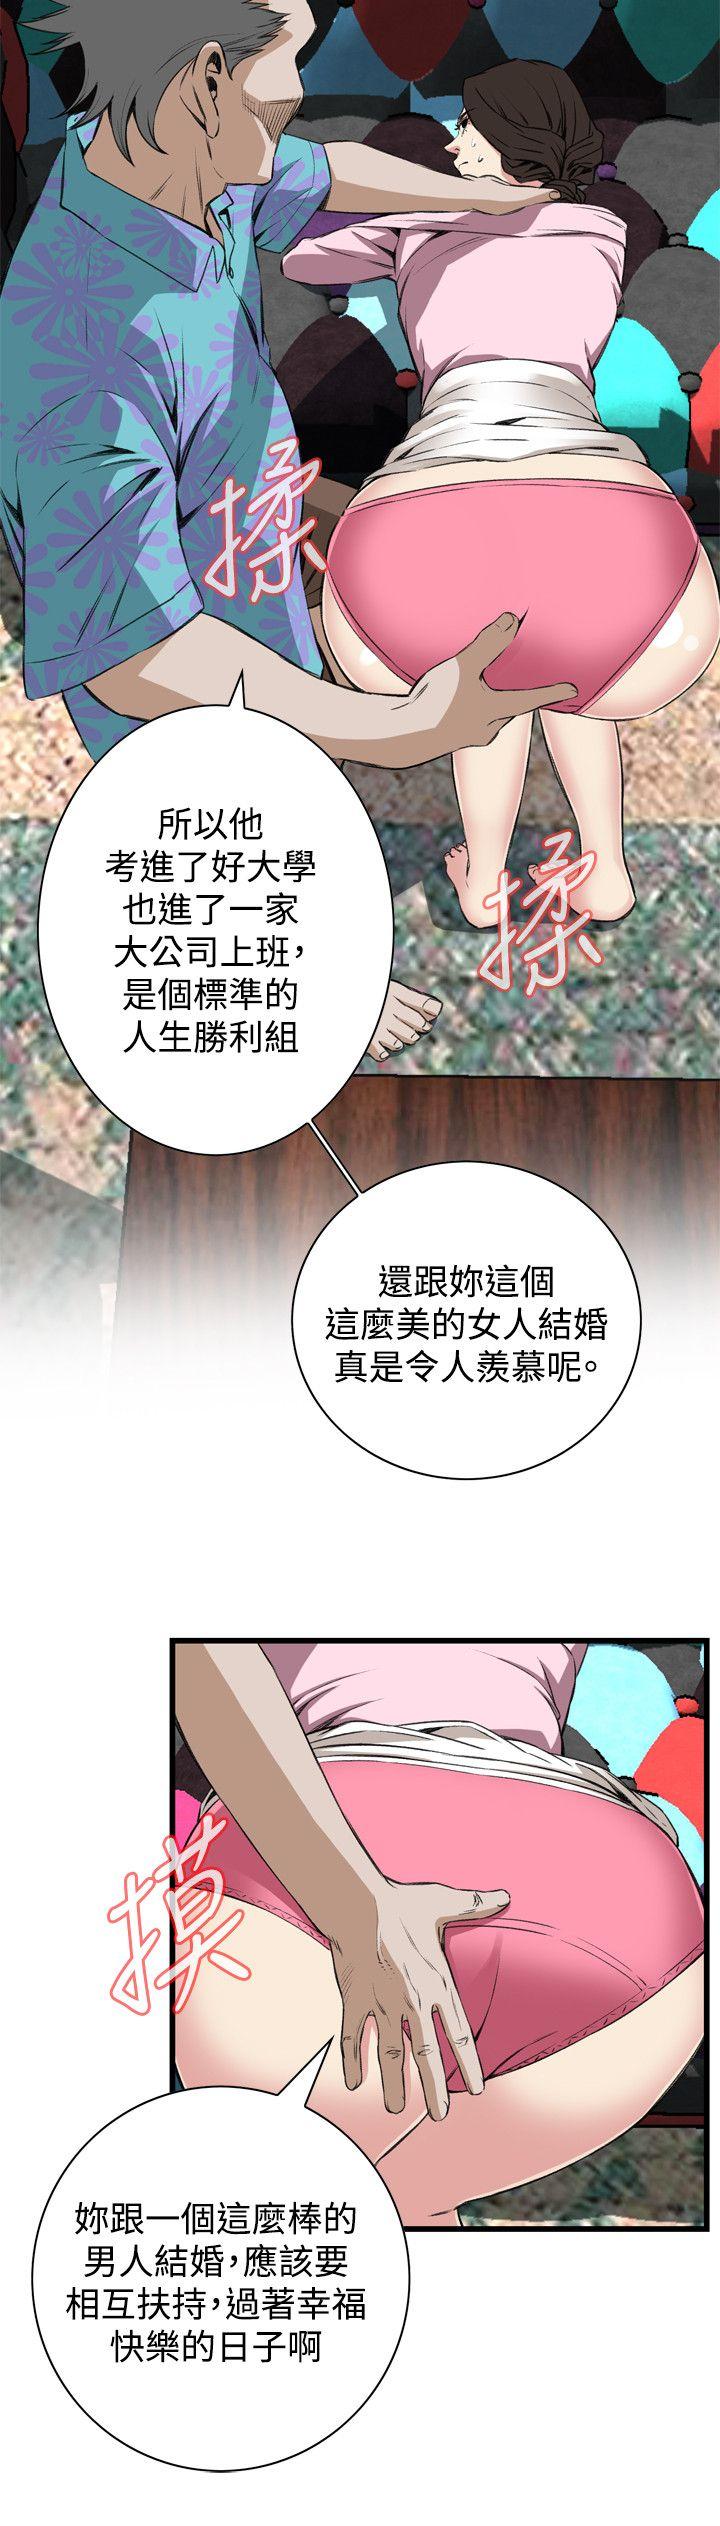 揉
所以他
考進了好大學
也進了一家
大公司上班，
是個標準的
人生勝利組
揉
還跟妳這個
這麼美的女人結婚
真是令人羨慕呢。
摸
妳跟一個這麼棒的
男人結婚，應該要
相互扶持，過著幸福
快樂的日子啊